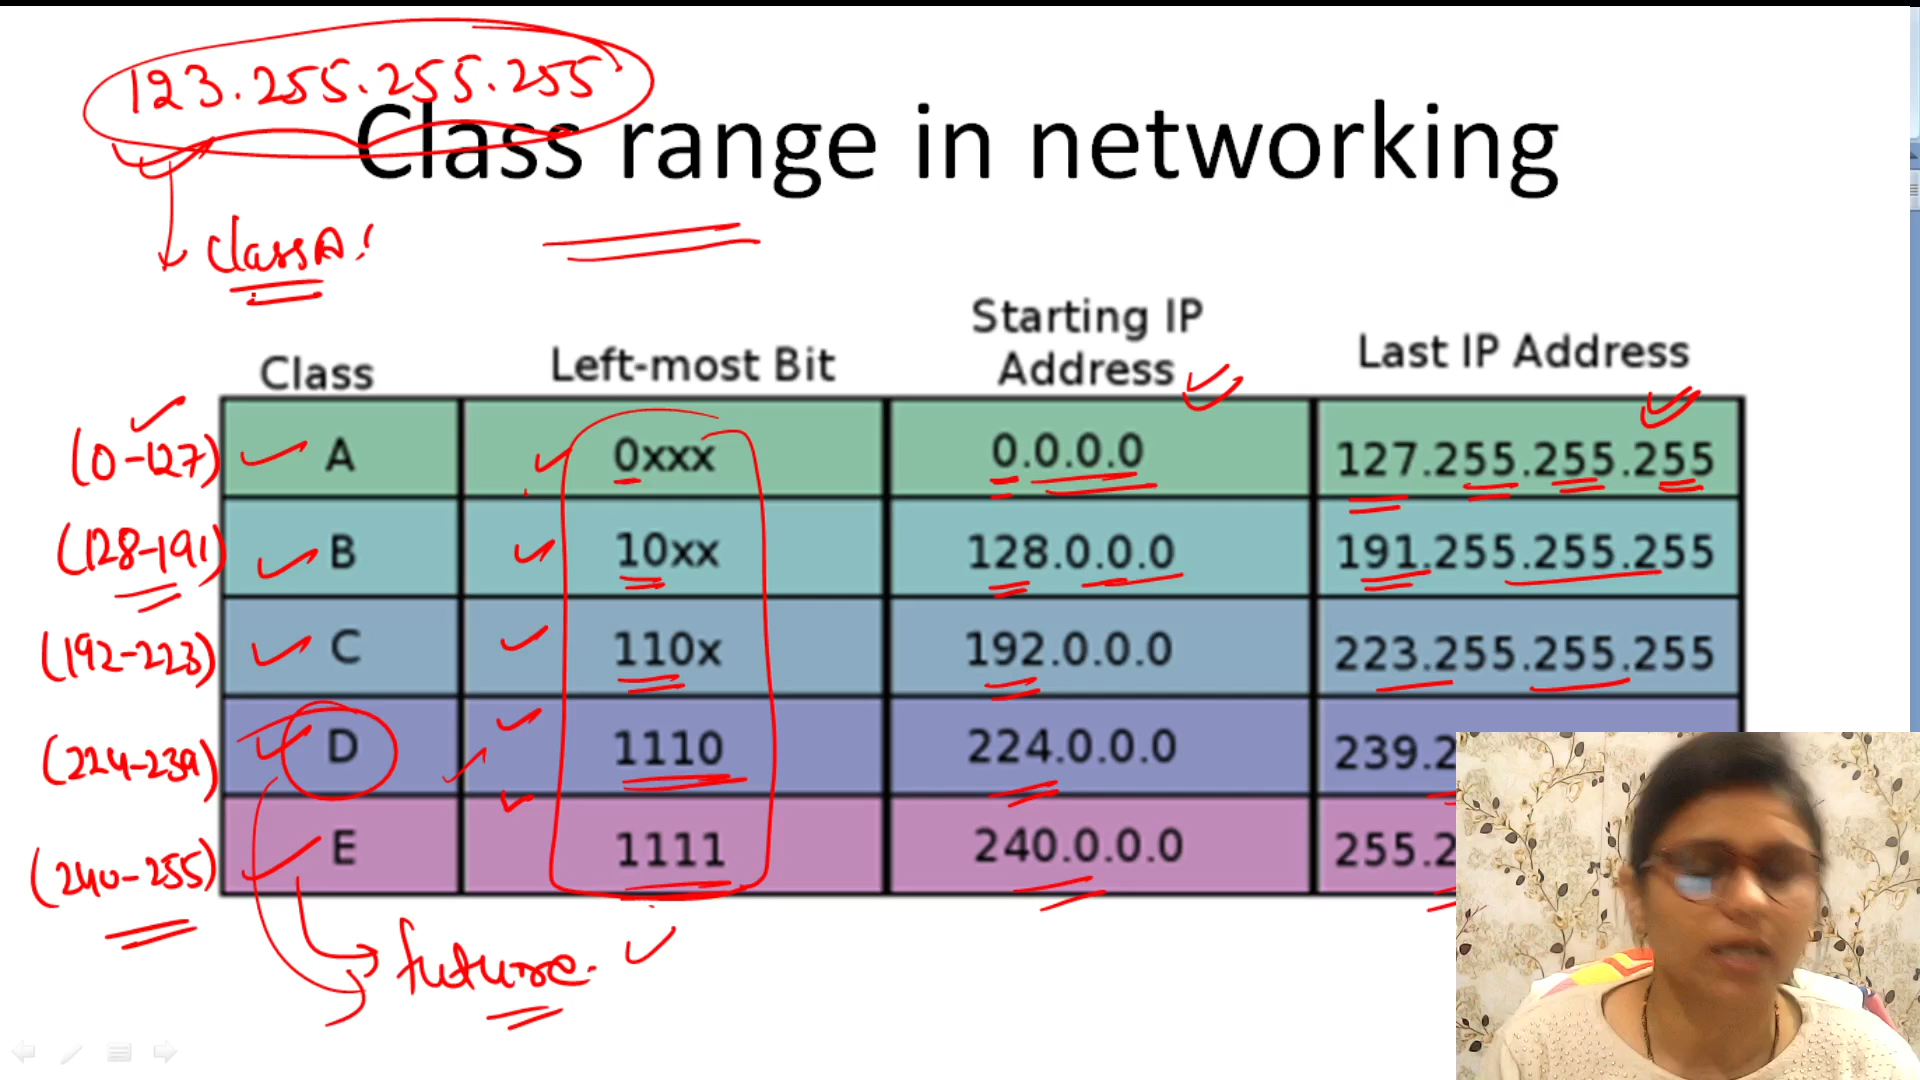 123.255.255.255
Class range in networking
Class A!
Class Left-most Bit Starting IP Address Last IP Address
(0-127) A 0xxx 0.0.0.0 127.255.255.255
(128-191) B 10xx 128.0.0.0 191.255.255.255
(192-223) C 110x 192.0.0.0 223.255.255.255
(224-239) D 1110 224.0.0.0 239.2
(240-255) E 1111 240.0.0.0 255.2
future.